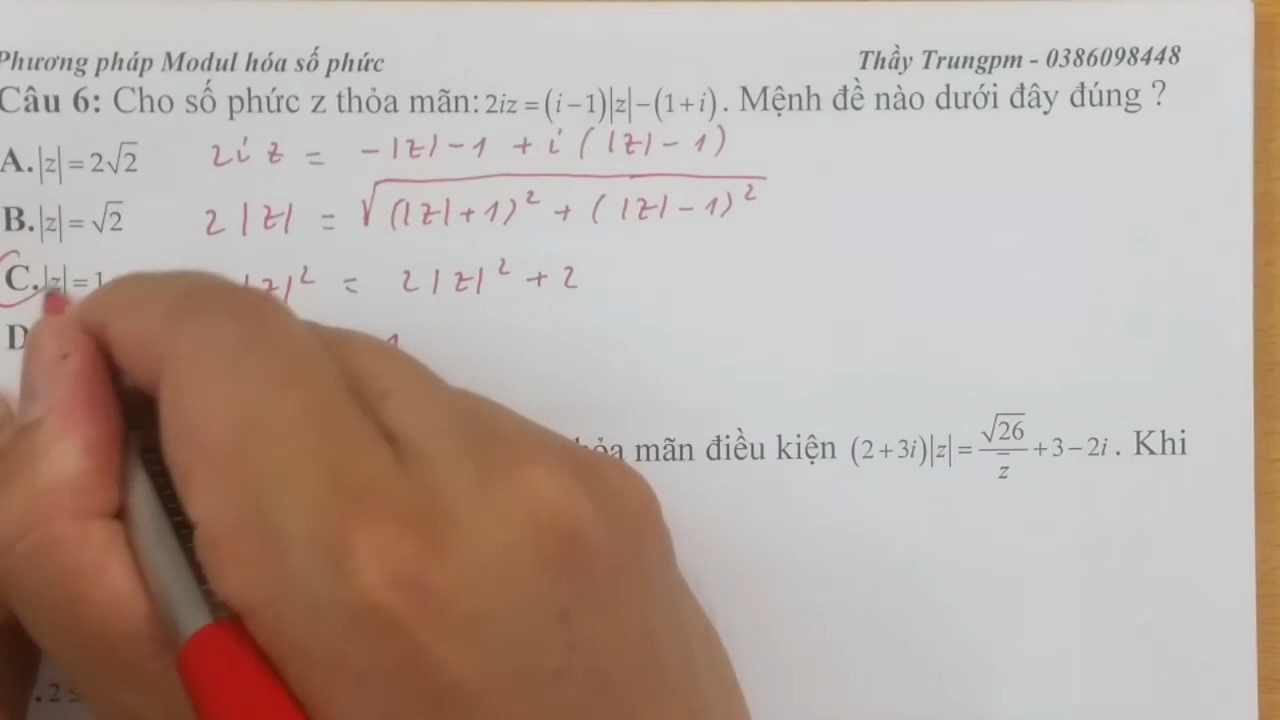 Phương pháp Modul hóa số phức Thầy Trungpm - 0386098448
Câu 6: Cho số phức z thỏa mãn: 2iz = (i−1)|z| − (1+i). Mệnh đề nào dưới đây đúng ?
A. |z| = 2√2 2iz = -|z| - 1 + i(|z| - 1)
B. |z| = √2 2|z| = √((|z|+1)² + (|z|-1)²)
C. |z| = 1 |z|² = 2|z|² + 2
D
mãn điều kiện (2+3i)|z| = √26/z̅ + 3 − 2i. Khi